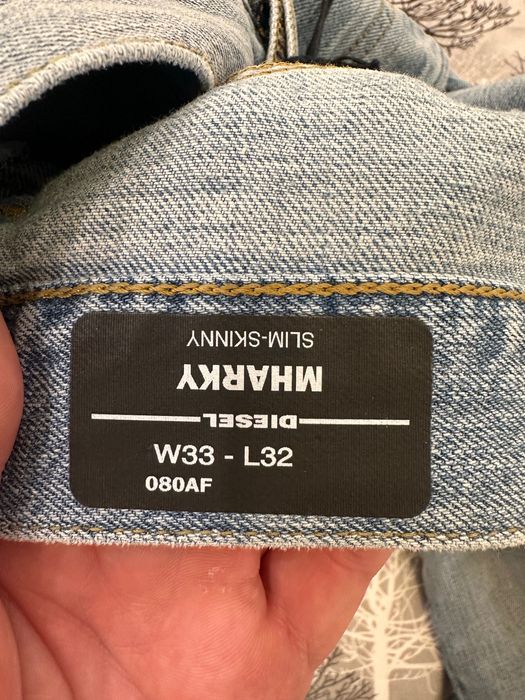 SLIM-SKINNY
MHARKY
DIESEL
W33 - L32
080AF